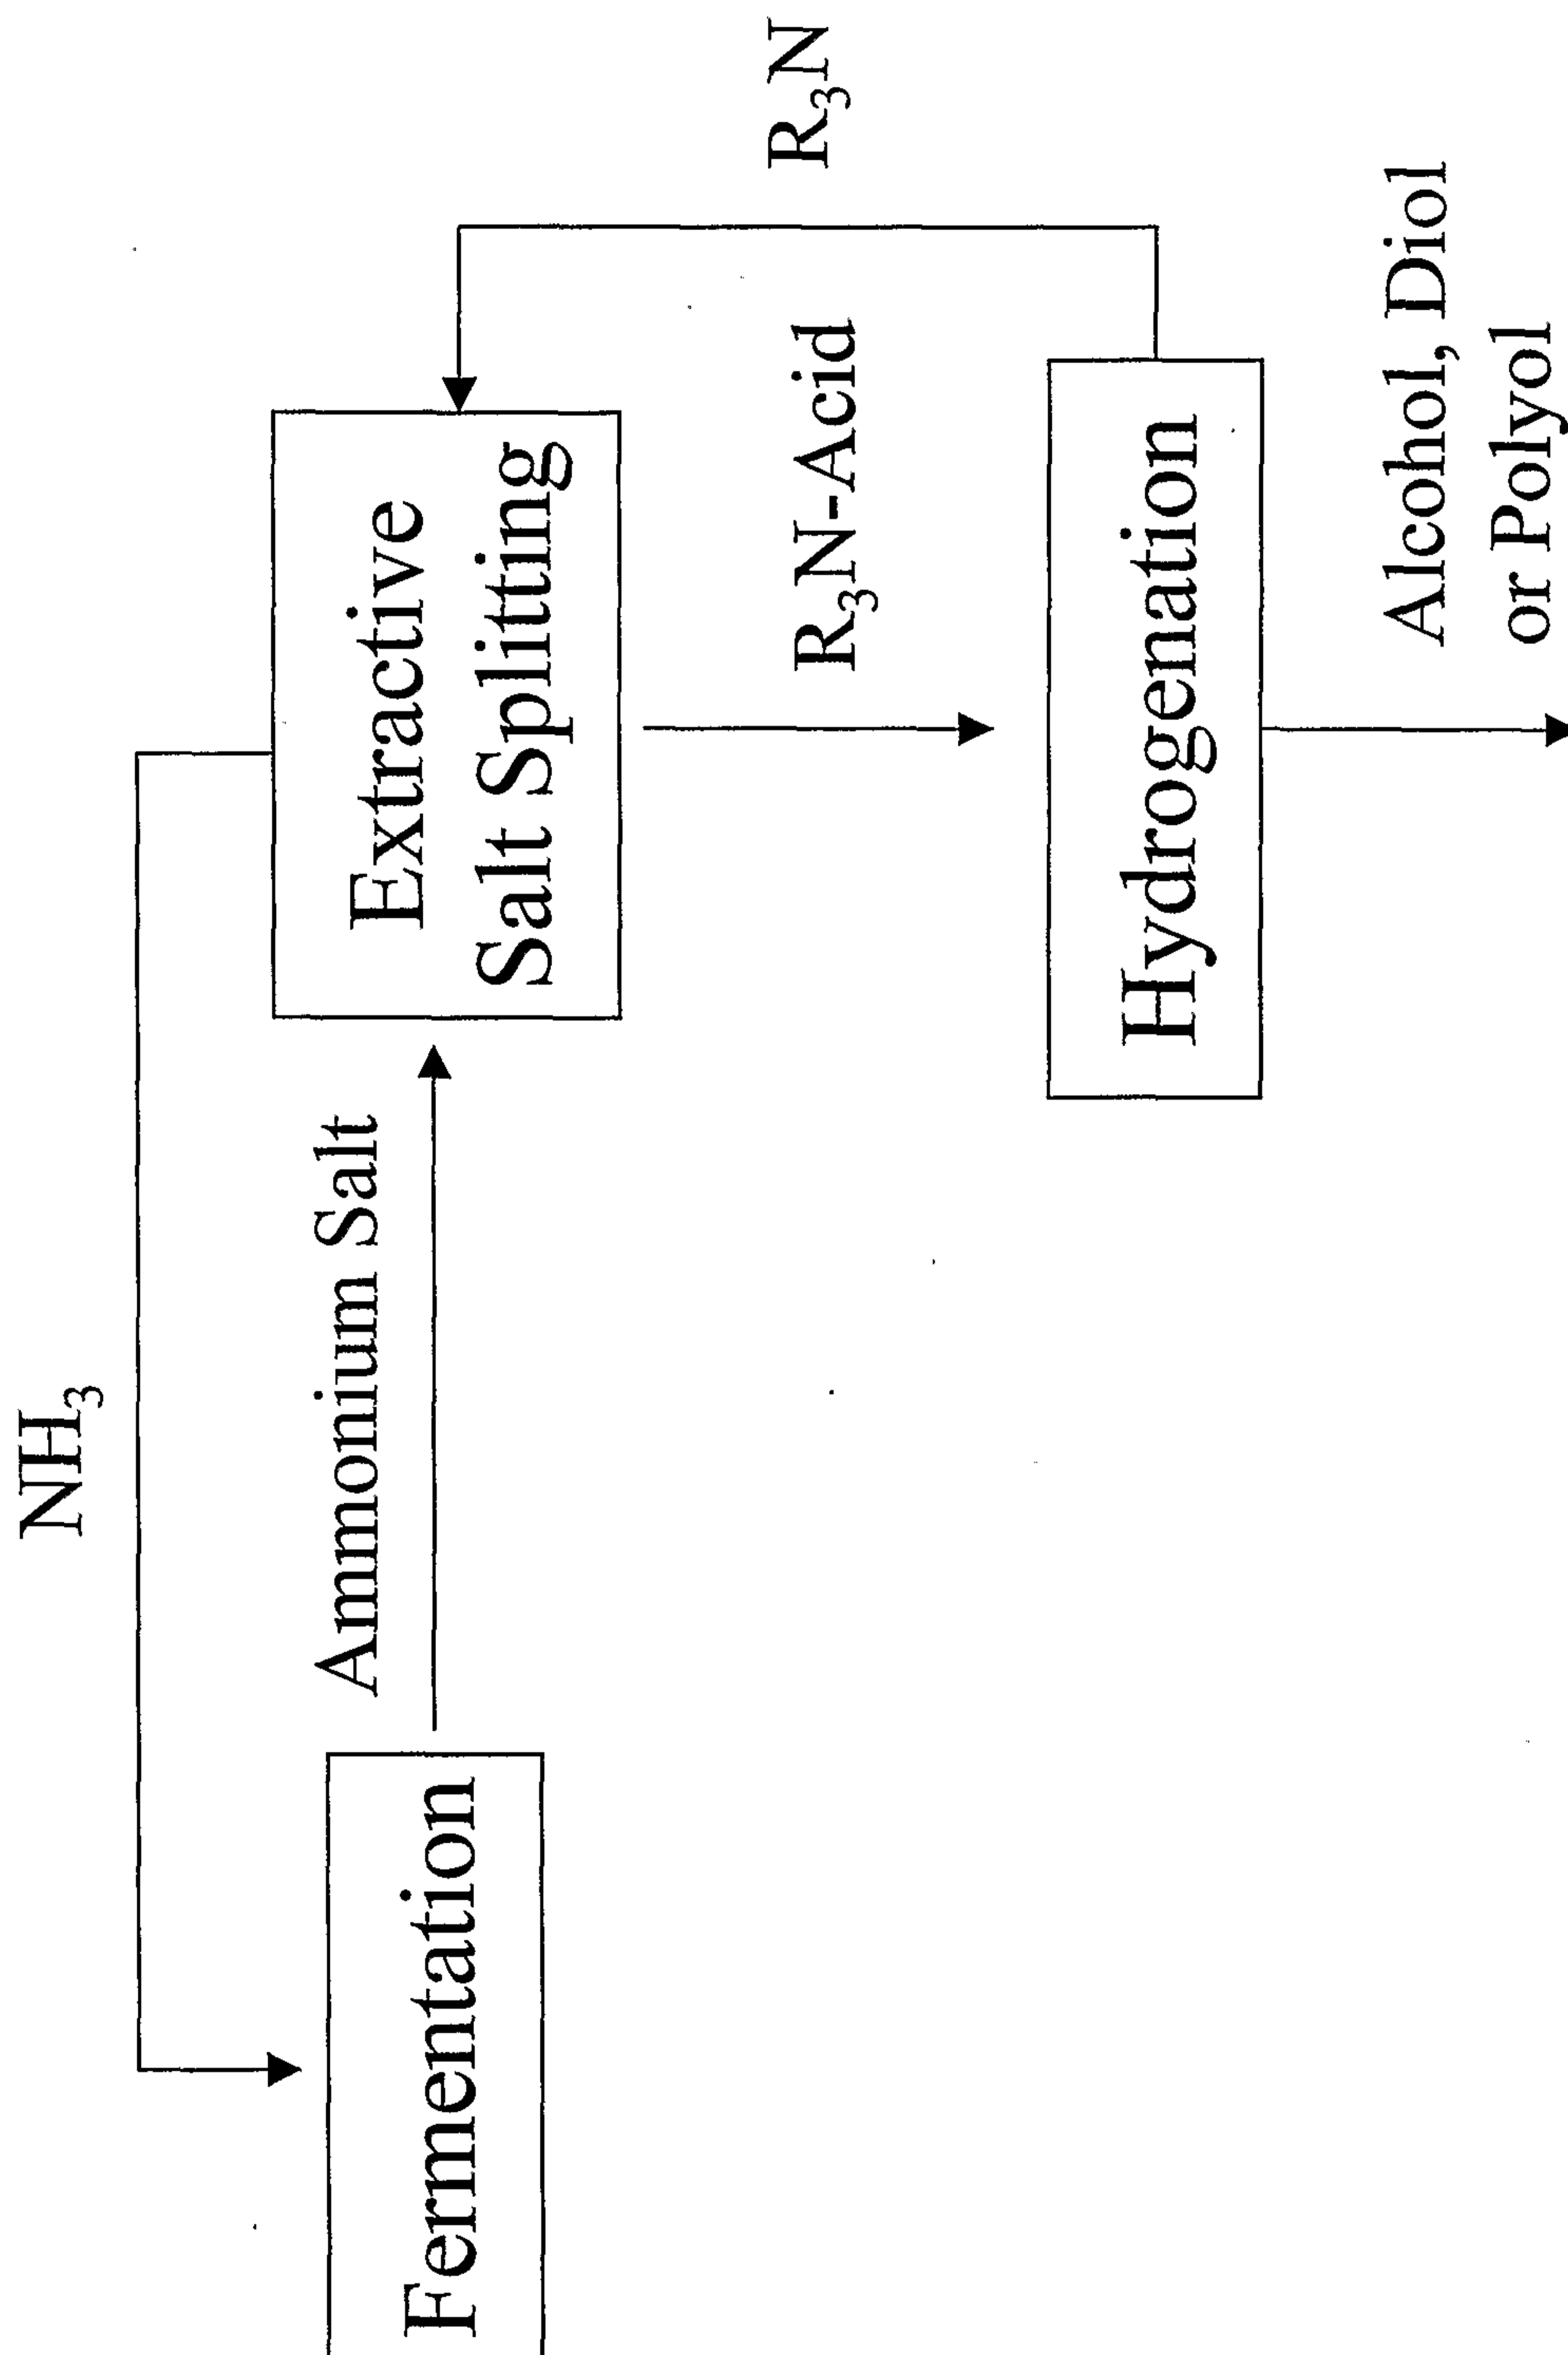 NH₃
Fermentation
Ammonium Salt
Extractive
Salt Splitting
R₃N-Acid
R₃N
Hydrogenation
Alcohol, Diol
or Polyol